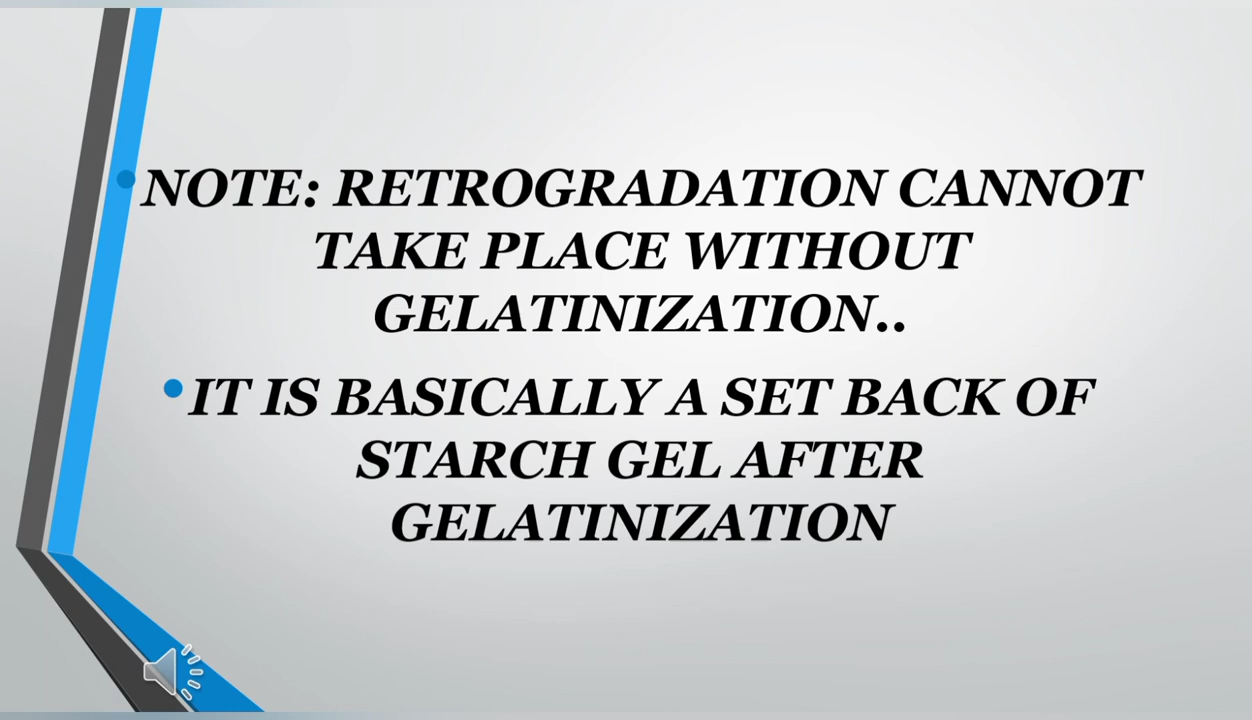 • NOTE: RETROGRADATION CANNOT
TAKE PLACE WITHOUT
GELATINIZATION..
• IT IS BASICALLY A SET BACK OF
STARCH GEL AFTER
GELATINIZATION